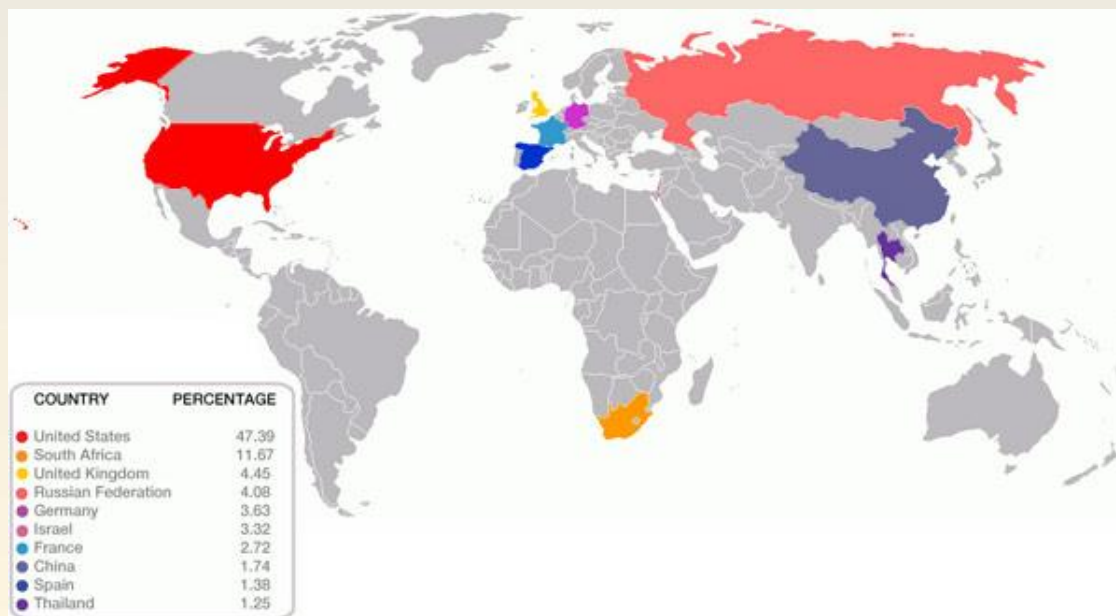 COUNTRY PERCENTAGE
United States 47.39
South Africa 11.67
United Kingdom 4.45
Russian Federation 4.08
Germany 3.63
Israel 3.32
France 2.72
China 1.74
Spain 1.38
Thailand 1.25